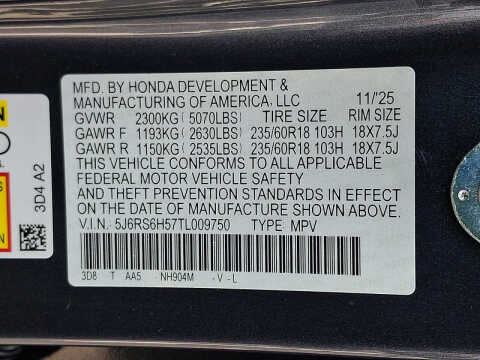 MFD. BY HONDA DEVELOPMENT &
MANUFACTURING OF AMERICA, LLC 11/'25
GVWR 2300KG (5070LBS) TIRE SIZE RIM SIZE
GAWR F 1193KG (2630LBS) 235/60R18 103H 18X7.5J
GAWR R 1150KG (2535LBS) 235/60R18 103H 18X7.5J
THIS VEHICLE CONFORMS TO ALL APPLICABLE
FEDERAL MOTOR VEHICLE SAFETY
AND THEFT PREVENTION STANDARDS IN EFFECT
ON THE DATE OF MANUFACTURE SHOWN ABOVE.
V.I.N. 5J6RS6H57TL009750 TYPE: MPV
3D8 T AA5 NH904M -V-L
3D4 A2